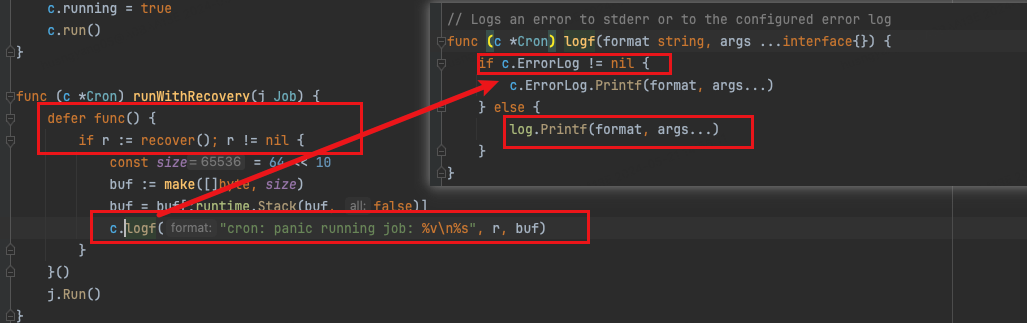 c.running = true
    c.run()
}

func (c *Cron) runWithRecovery(j Job) {
    defer func() {
        if r := recover(); r != nil {
            const size = 65536 = 64 << 10
            buf := make([]byte, size)
            buf = buf[:runtime.Stack(buf, all: false)]
            c.logf( format: "cron: panic running job: %v\n%s", r, buf)
        }
    }()
    j.Run()
}
// Logs an error to stderr or to the configured error log
func (c *Cron) logf(format string, args ...interface{}) {
    if c.ErrorLog != nil {
        c.ErrorLog.Printf(format, args...)
    } else {
        log.Printf(format, args...)
    }
}